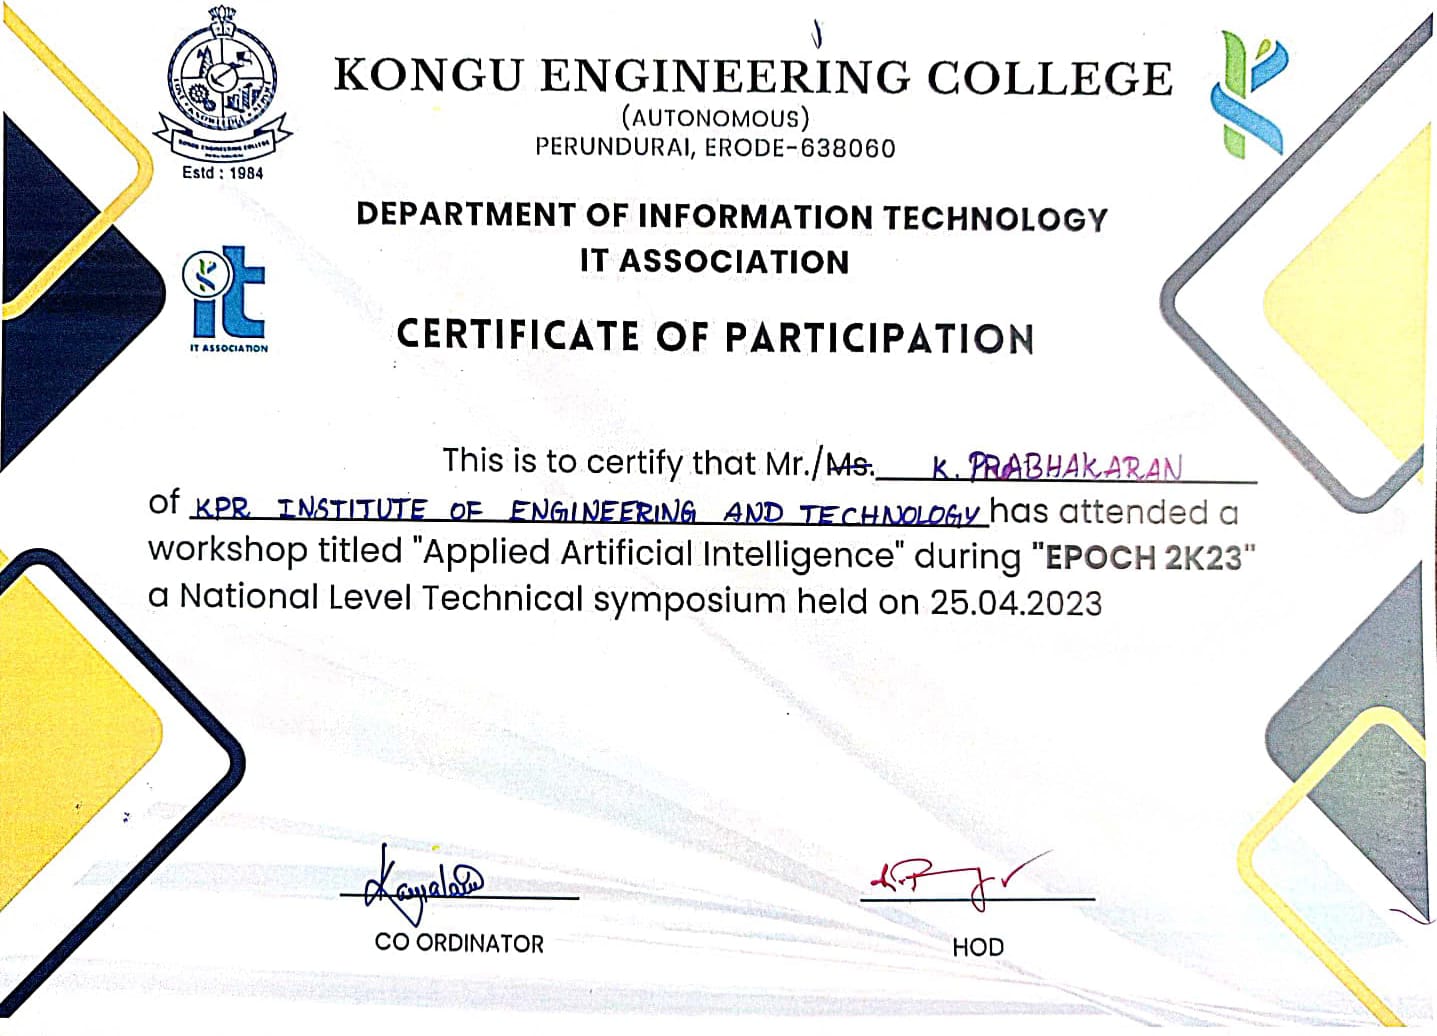 KONGU ENGINEERING COLLEGE
(AUTONOMOUS)
PERUNDURAI, ERODE-638060
KONGU ENGINEERING COLLEGE
Estd : 1984
DEPARTMENT OF INFORMATION TECHNOLOGY
IT ASSOCIATION
it
IT ASSOCIATION
CERTIFICATE OF PARTICIPATION
This is to certify that Mr./Ms. K. PRABHAKARAN
of KPR INSTITUTE OF ENGINEERING AND TECHNOLOGY has attended a
workshop titled "Applied Artificial Intelligence" during "EPOCH 2K23"
a National Level Technical symposium held on 25.04.2023
CO ORDINATOR
HOD